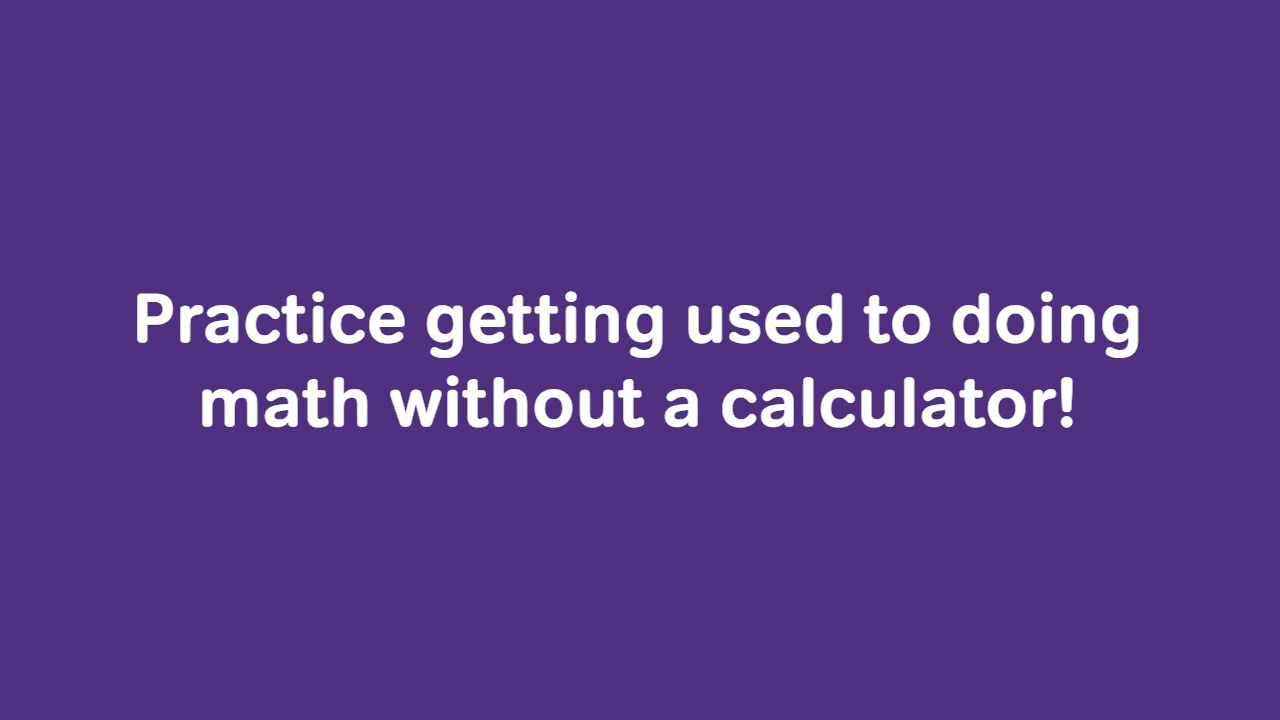 Practice getting used to doing
math without a calculator!